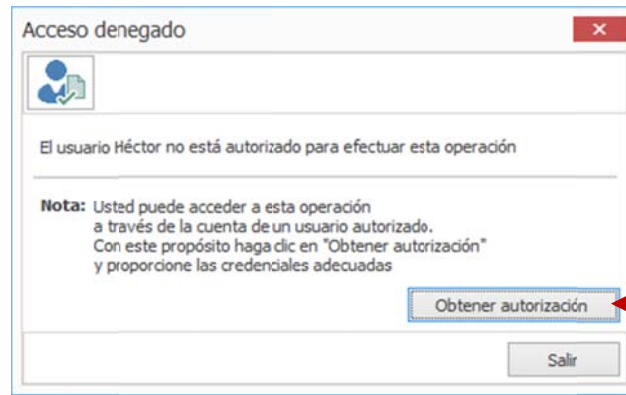 Acceso denegado
El usuario Héctor no está autorizado para efectuar esta operación
Nota: Usted puede acceder a esta operación
a través de la cuenta de un usuario autorizado.
Con este propósito haga clic en "Obtener autorización"
y proporcione las credenciales adecuadas
Obtener autorización
Salir